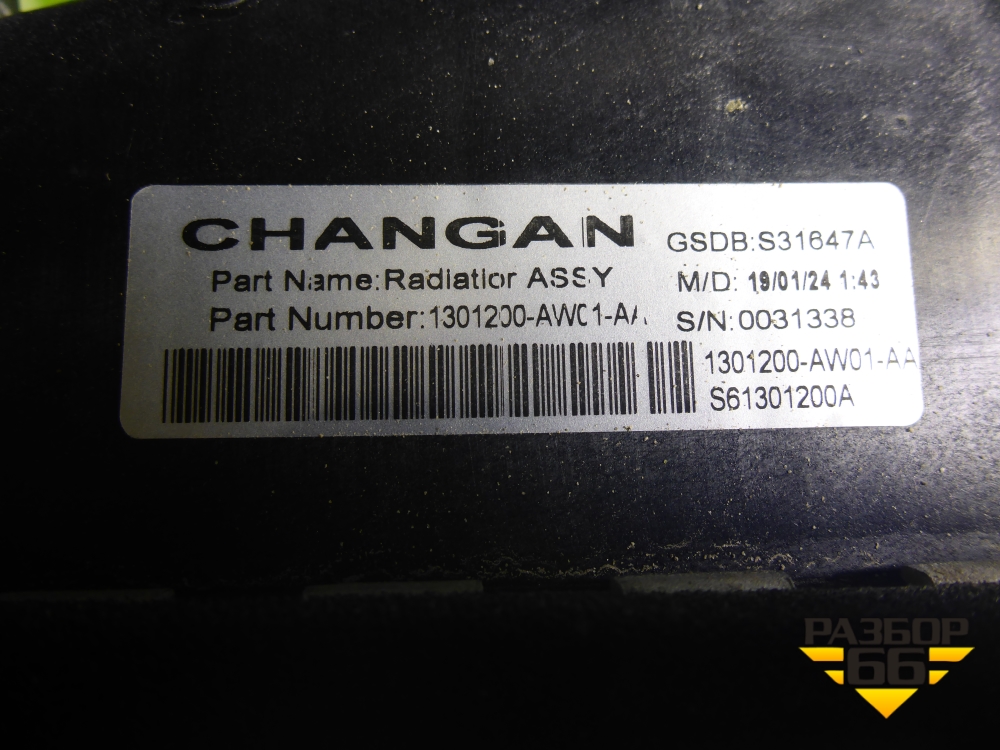 CHANGAN
GSDB:S31647A
Part Name:Radiatior ASSY
M/D: 19/01/24 1:43
Part Number:1301200-AW01-AA
S/N:0031338
1301200-AW01-AA
S61301200A
РАЗБОР
66